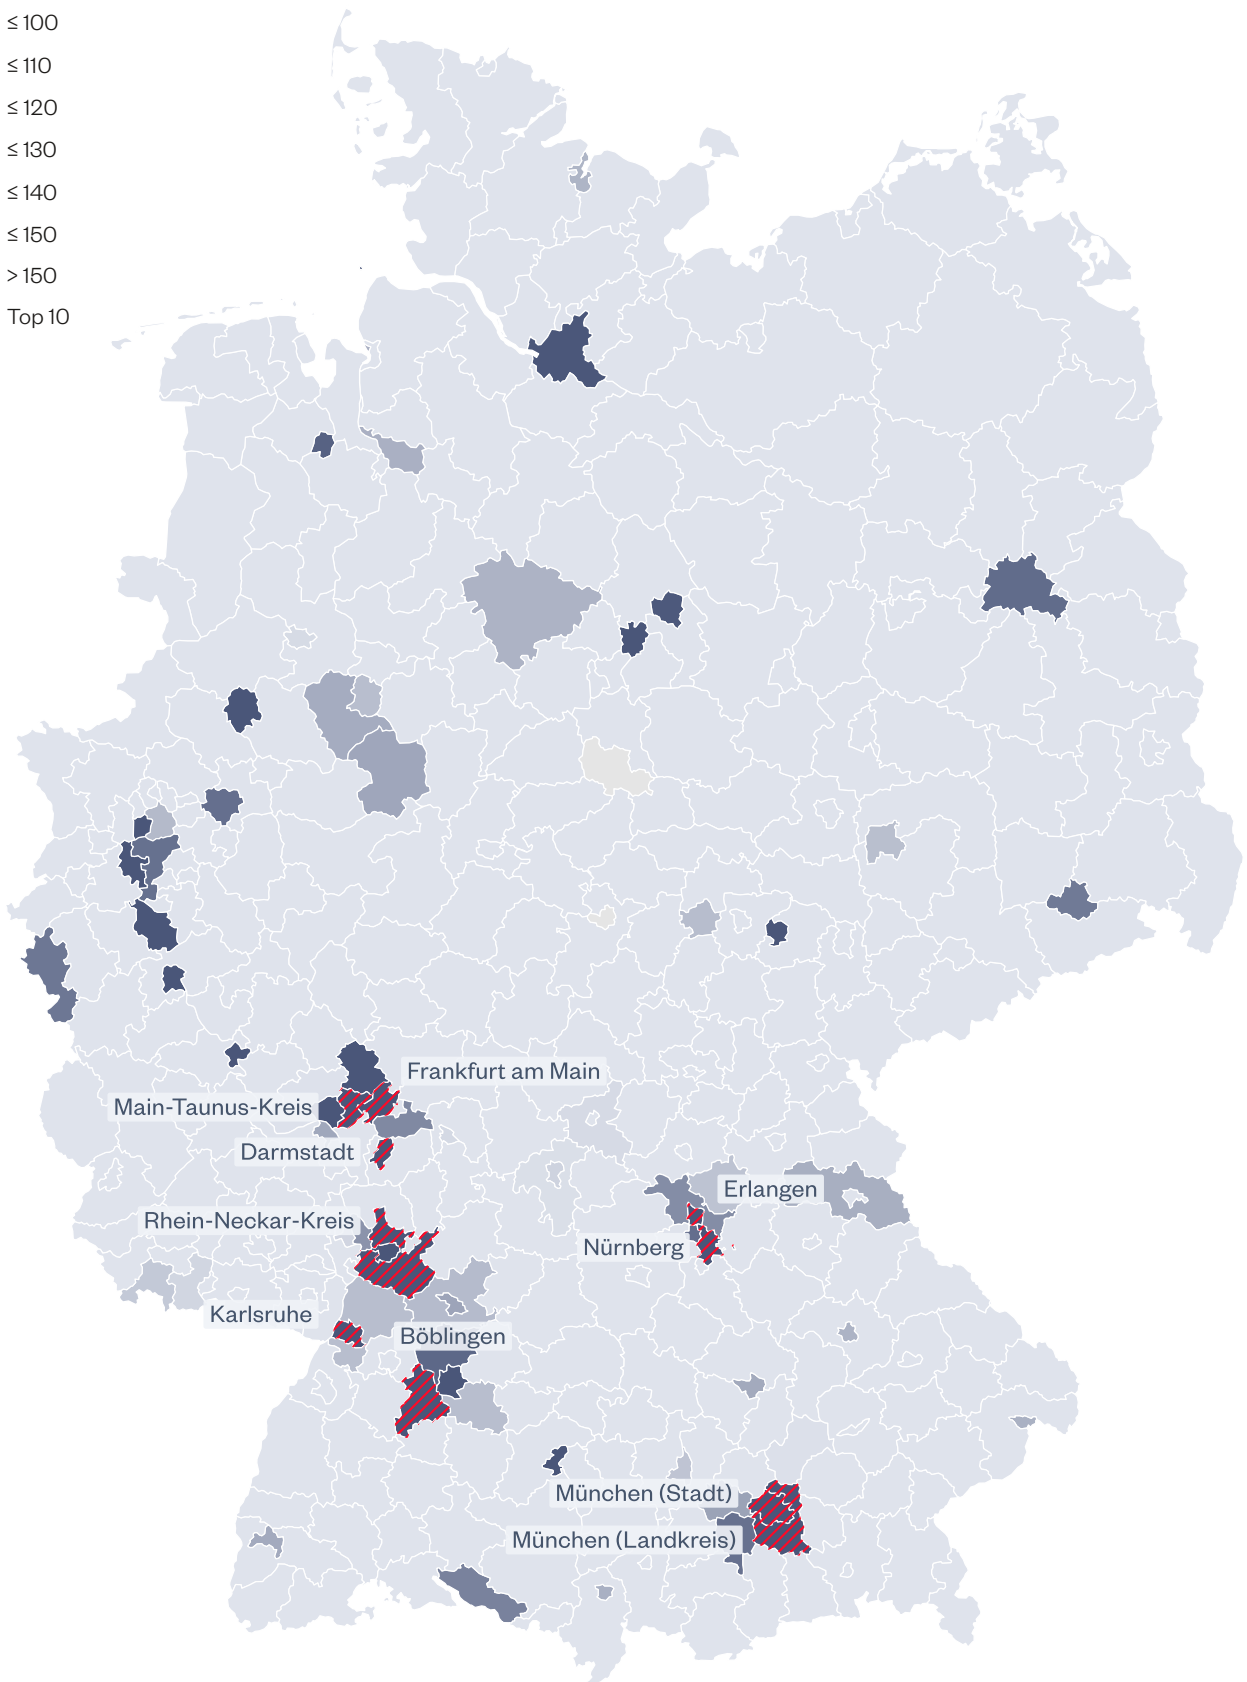 ≤ 100
≤ 110
≤ 120
≤ 130
≤ 140
≤ 150
> 150
Top 10
Frankfurt am Main
Main-Taunus-Kreis
Darmstadt
Erlangen
Rhein-Neckar-Kreis
Nürnberg
Karlsruhe
Böblingen
München (Stadt)
München (Landkreis)